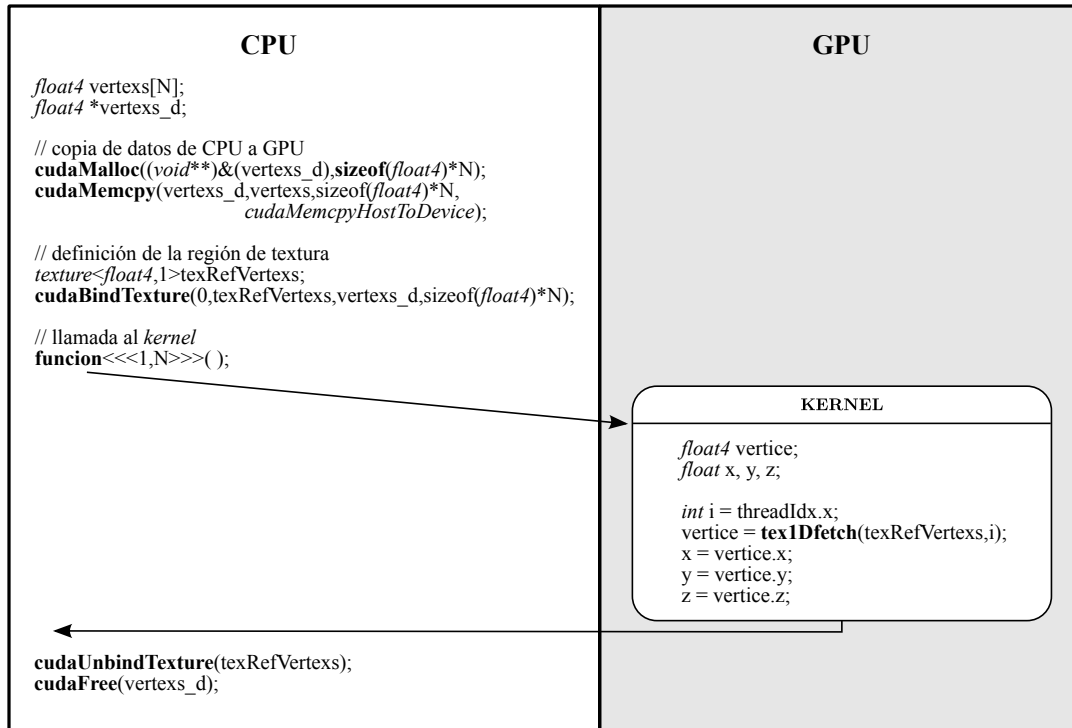 CPU
float4 vertexs[N];
float4 *vertexs_d;
// copia de datos de CPU a GPU
cudaMalloc((void**)&(vertexs_d),sizeof(float4)*N);
cudaMemcpy(vertexs_d,vertexs,sizeof(float4)*N,
cudaMemcpyHostToDevice);
// definición de la región de textura
texture<float4,1>texRefVertexs;
cudaBindTexture(0,texRefVertexs,vertexs_d,sizeof(float4)*N);
// llamada al kernel
funcion<<<1,N>>>( );
GPU
KERNEL
float4 vertice;
float x, y, z;
int i = threadIdx.x;
vertice = tex1Dfetch(texRefVertexs,i);
x = vertice.x;
y = vertice.y;
z = vertice.z;
cudaUnbindTexture(texRefVertexs);
cudaFree(vertexs_d);